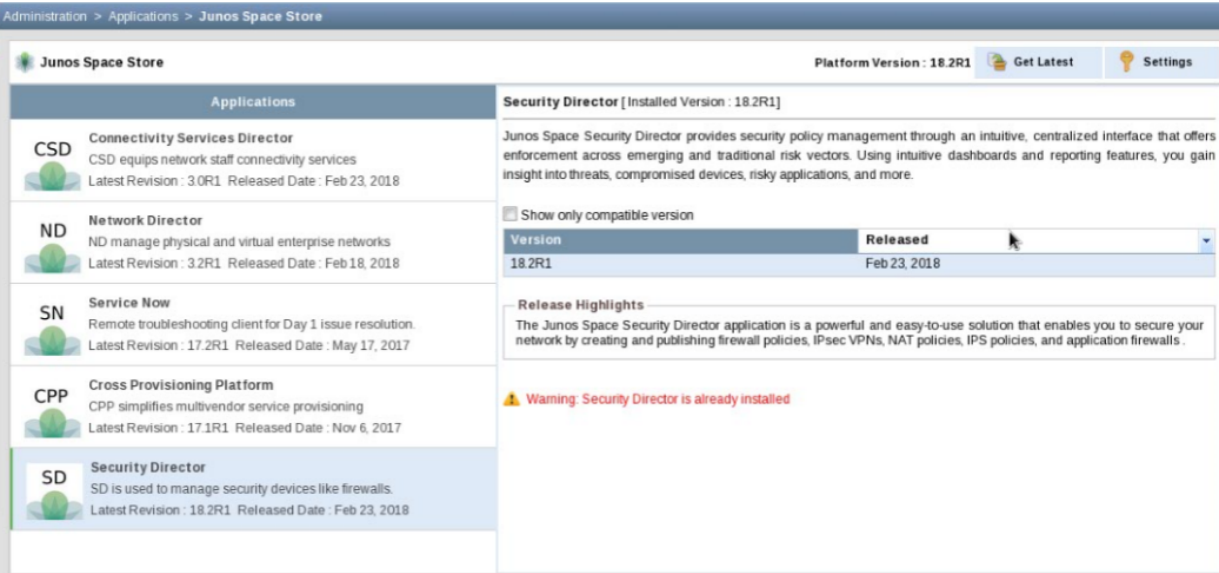 Administration > Applications > Junos Space Store
Junos Space Store
Platform Version : 18.2R1
Get Latest
Settings
Applications
CSD
Connectivity Services Director
CSD equips network staff connectivity services
Latest Revision : 3.0R1 Released Date : Feb 23, 2018
ND
Network Director
ND manage physical and virtual enterprise networks
Latest Revision : 3.2R1 Released Date : Feb 18, 2018
SN
Service Now
Remote troubleshooting client for Day 1 issue resolution.
Latest Revision : 17.2R1 Released Date : May 17, 2017
CPP
Cross Provisioning Platform
CPP simplifies multivendor service provisioning
Latest Revision : 17.1R1 Released Date : Nov 6, 2017
SD
Security Director
SD is used to manage security devices like firewalls.
Latest Revision : 18.2R1 Released Date : Feb 23, 2018
Security Director [ Installed Version : 18.2R1]
Junos Space Security Director provides security policy management through an intuitive, centralized interface that offers
enforcement across emerging and traditional risk vectors. Using intuitive dashboards and reporting features, you gain
insight into threats, compromised devices, risky applications, and more.
Show only compatible version
Version Released
18.2R1 Feb 23, 2018
Release Highlights
The Junos Space Security Director application is a powerful and easy-to-use solution that enables you to secure your
network by creating and publishing firewall policies, IPsec VPNs, NAT policies, IPS policies, and application firewalls .
Warning: Security Director is already installed